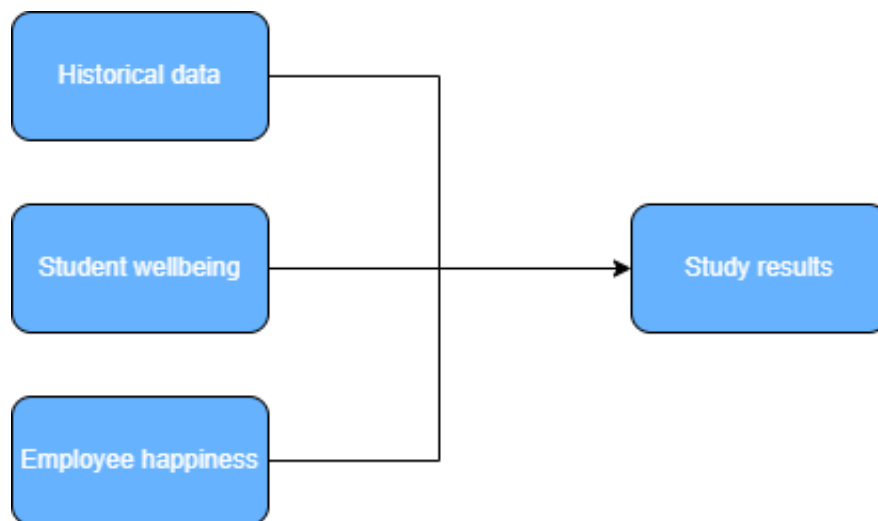 Historical data
Student wellbeing
Study results
Employee happiness